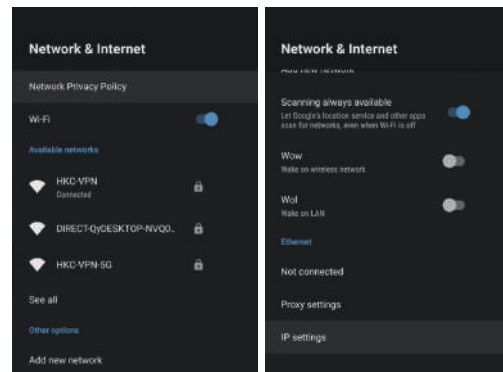 Network & Internet
Network Privacy Policy
Wi-Fi
Available networks
HKC-VPN
Connected
DIRECT-QyDESKTOP-NVQ0..
HKC-VPN-5G
See all
Other options
Add new network
Network & Internet
Add new network
Scanning always available
Let Google's location service and other apps
scan for networks, even when Wi-Fi is off
Wow
Wake on wireless network
Wol
Wake on LAN
Ethernet
Not connected
Proxy settings
IP settings